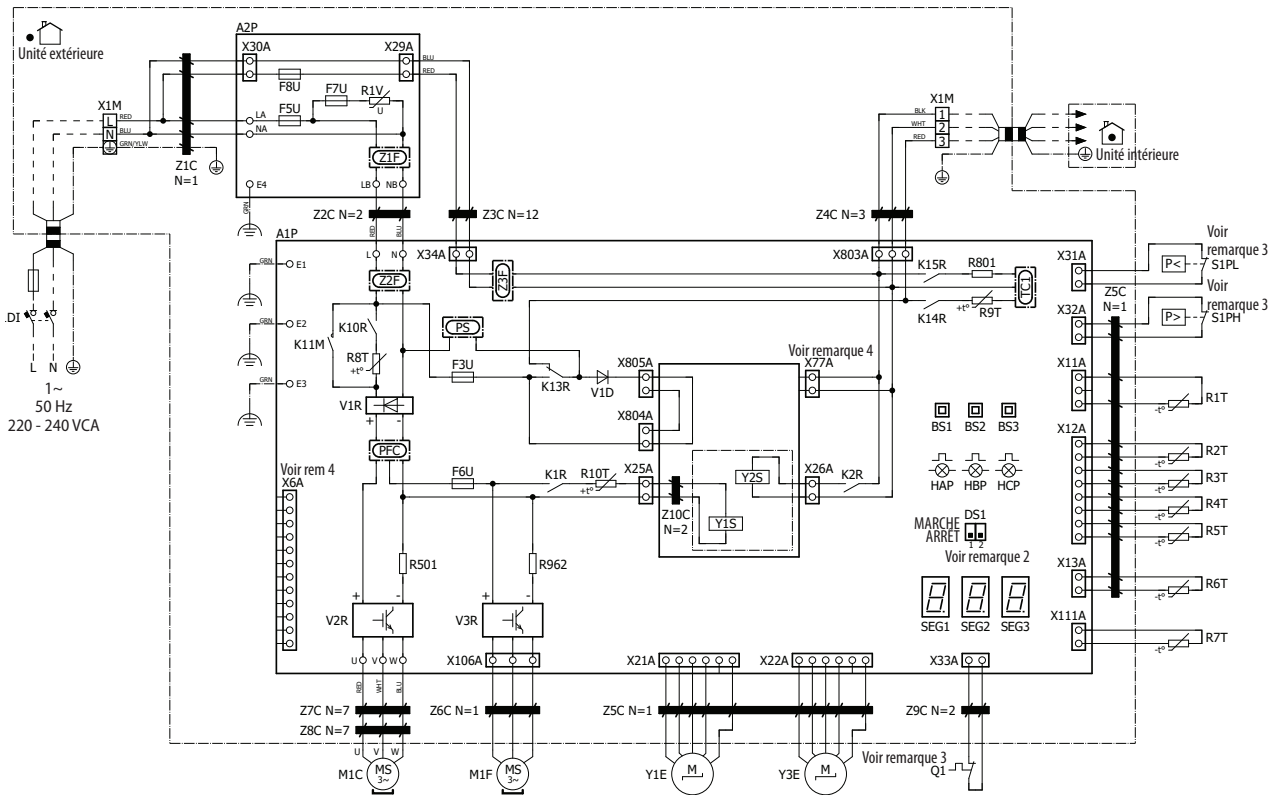 Unité extérieure
A2P
X30A
X29A
BLU
RED
F8U
F7U
R1V
U
F5U
LA
NA
X1M
L
RED
N
BLU
GRN/YLW
Z1C
N=1
Z1F
E4
LB
NB
GRN
Z2C N=2
Z3C N=12
Z4C N=3
RED
BLU
X1M
BLK
1
WHT
2
RED
3
Unité intérieure
A1P
L
N
X34A
X803A
X31A
Voir
remarque 3
P<
S1PL
GRN
E1
Z2F
Z3F
K15R
R801
TC1
K14R
+t°
R9T
Z5C
N=1
Voir
remarque 3
X32A
P>
S1PH
GRN
E2
K10R
K11M
R8T
+t°
PS
F3U
K13R
V1D
X805A
X804A
Voir remarque 4
X77A
X11A
R1T
-t°
GRN
E3
V1R
+
-
PFC
.DI
L
N
1~
50 Hz
220 - 240 VCA
BS1
BS2
BS3
X12A
R2T
-t°
R3T
-t°
R4T
-t°
R5T
-t°
HAP
HBP
HCP
Voir rem 4
X6A
F6U
K1R
R10T
+t°
X25A
Z10C
N=2
Y2S
Y1S
X26A
K2R
MARCHE
ARRÊT
DS1
1 2
Voir remarque 2
X13A
R6T
-t°
R501
R962
SEG1
SEG2
SEG3
X111A
R7T
-t°
+
-
V2R
+
-
V3R
U
V
W
X106A
X21A
X22A
X33A
RED
WHT
BLU
Z7C N=7
Z6C N=1
Z5C N=1
Z9C N=2
Z8C N=7
U
V
W
M1C
MS
3~
M1F
MS
3~
Y1E
M
Y3E
M
Voir remarque 3
Q1